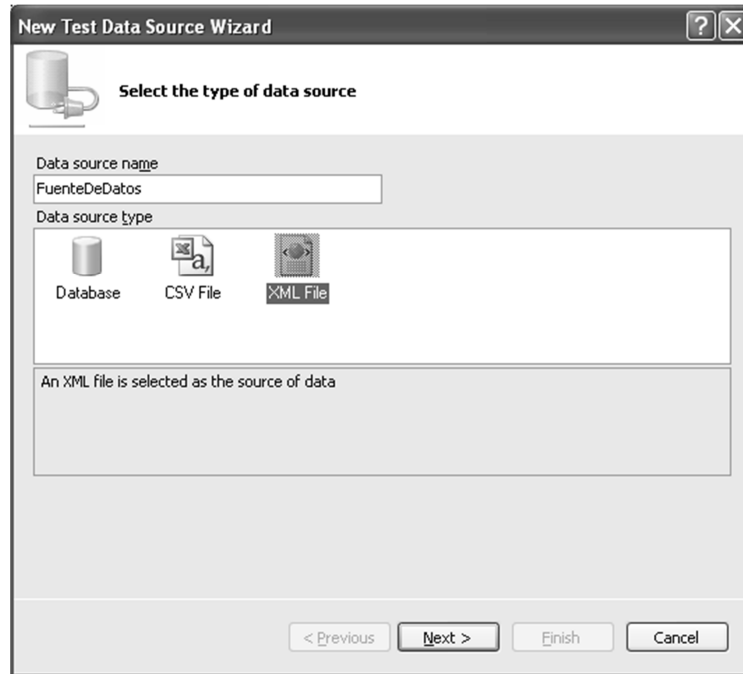 New Test Data Source Wizard
Select the type of data source
Data source name
FuenteDeDatos
Data source type
Database CSV File XML File
An XML file is selected as the source of data
< Previous Next > Finish Cancel